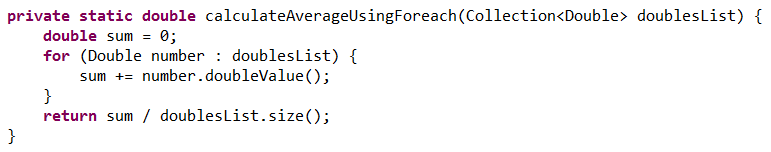 private static double calculateAverageUsingForeach(Collection<Double> doublesList) {
    double sum = 0;
    for (Double number : doublesList) {
        sum += number.doubleValue();
    }
    return sum / doublesList.size();
}